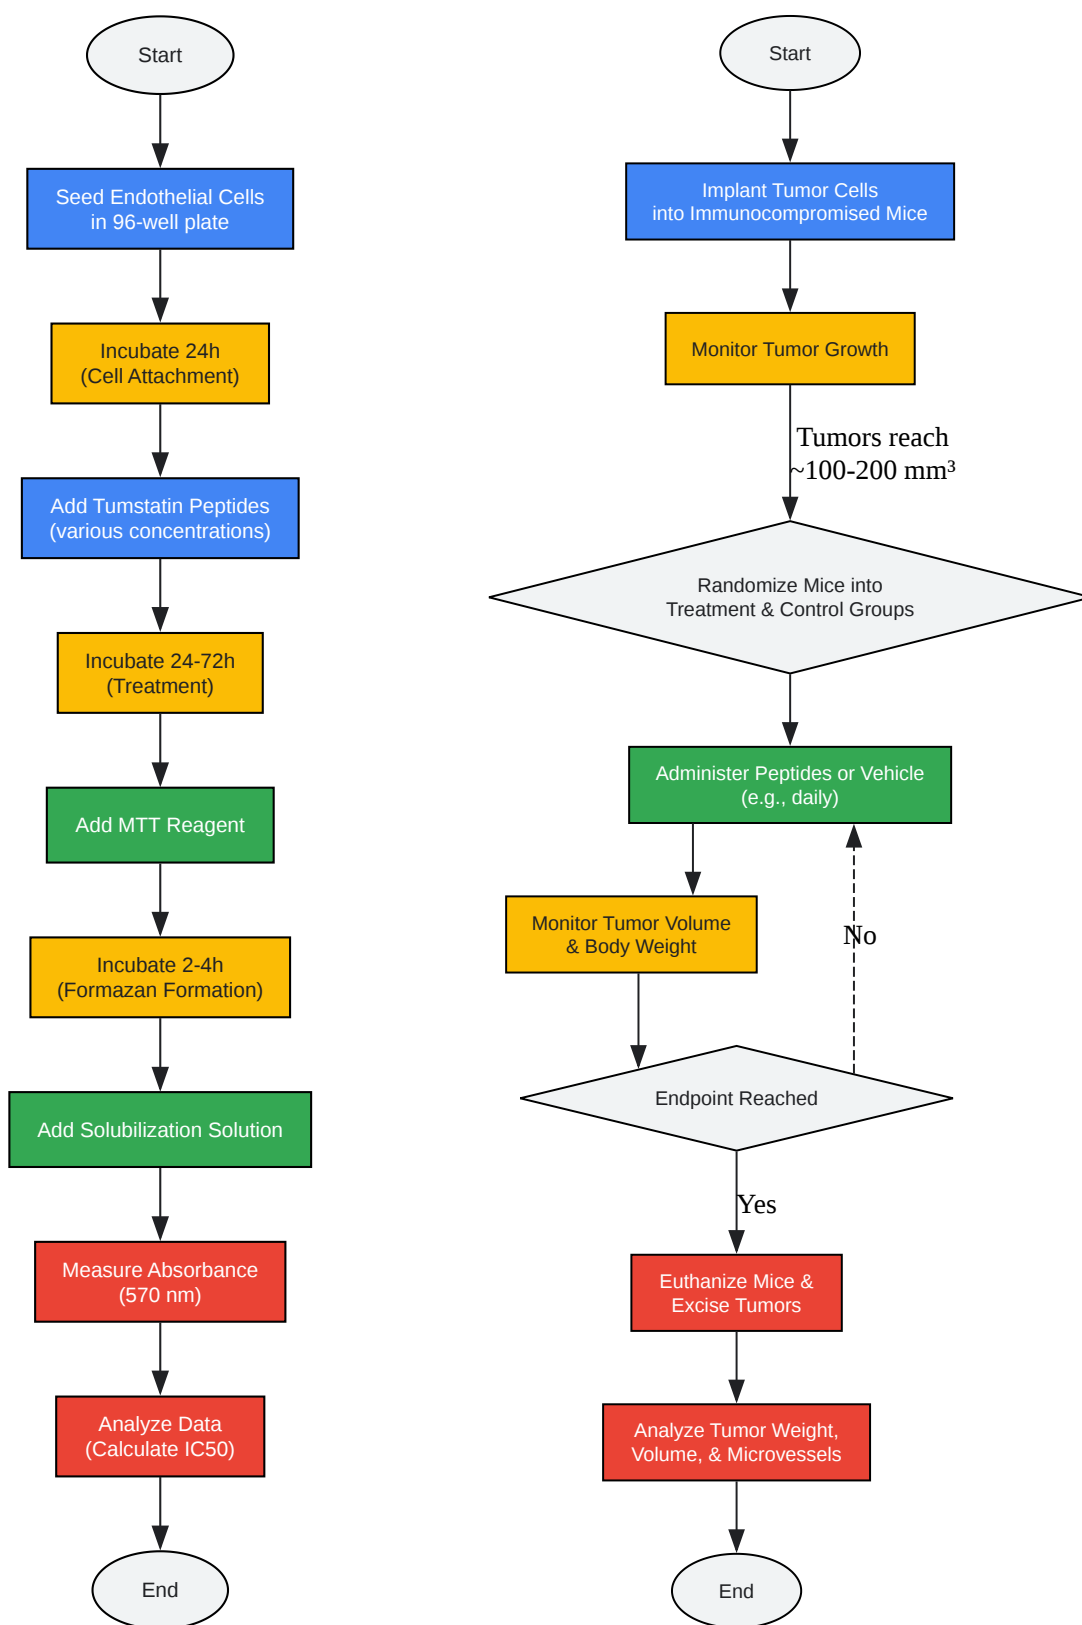 Start
Seed Endothelial Cells
in 96-well plate
Incubate 24h
(Cell Attachment)
Add Tumstatin Peptides
(various concentrations)
Incubate 24-72h
(Treatment)
Add MTT Reagent
Incubate 2-4h
(Formazan Formation)
Add Solubilization Solution
Measure Absorbance
(570 nm)
Analyze Data
(Calculate IC50)
End
Start
Implant Tumor Cells
into Immunocompromised Mice
Monitor Tumor Growth
Tumors reach
~100-200 mm³
Randomize Mice into
Treatment & Control Groups
Administer Peptides or Vehicle
(e.g., daily)
Monitor Tumor Volume
& Body Weight
No
Endpoint Reached
Yes
Euthanize Mice &
Excise Tumors
Analyze Tumor Weight,
Volume, & Microvessels
End